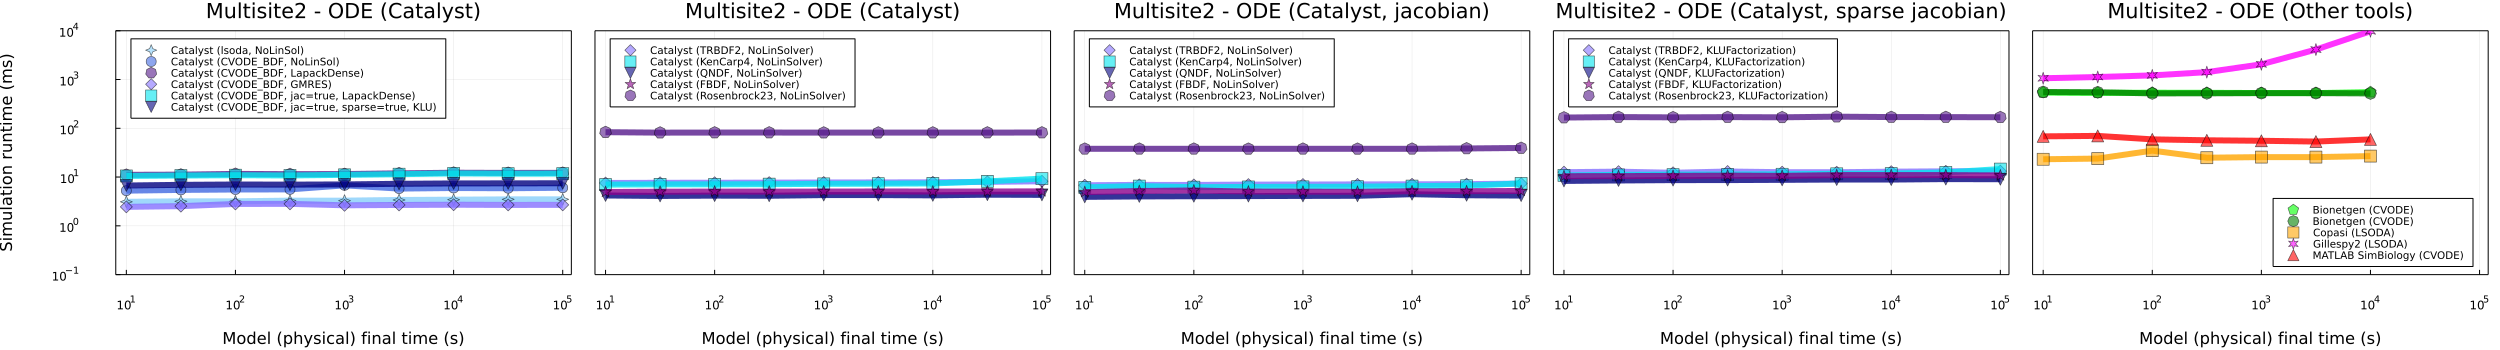 Multisite2 - ODE (Catalyst)
Simulation runtime (ms)
10⁴
10³
10²
10¹
10⁰
10⁻¹
Catalyst (lsoda, NoLinSol)
Catalyst (CVODE_BDF, NoLinSol)
Catalyst (CVODE_BDF, LapackDense)
Catalyst (CVODE_BDF, GMRES)
Catalyst (CVODE_BDF, jac=true, LapackDense)
Catalyst (CVODE_BDF, jac=true, sparse=true, KLU)
10¹ 10² 10³ 10⁴ 10⁵
Model (physical) final time (s)
Multisite2 - ODE (Catalyst)
Catalyst (TRBDF2, NoLinSolver)
Catalyst (KenCarp4, NoLinSolver)
Catalyst (QNDF, NoLinSolver)
Catalyst (FBDF, NoLinSolver)
Catalyst (Rosenbrock23, NoLinSolver)
10¹ 10² 10³ 10⁴ 10⁵
Model (physical) final time (s)
Multisite2 - ODE (Catalyst, jacobian)
Catalyst (TRBDF2, NoLinSolver)
Catalyst (KenCarp4, NoLinSolver)
Catalyst (QNDF, NoLinSolver)
Catalyst (FBDF, NoLinSolver)
Catalyst (Rosenbrock23, NoLinSolver)
10¹ 10² 10³ 10⁴ 10⁵
Model (physical) final time (s)
Multisite2 - ODE (Catalyst, sparse jacobian)
Catalyst (TRBDF2, KLUFactorization)
Catalyst (KenCarp4, KLUFactorization)
Catalyst (QNDF, KLUFactorization)
Catalyst (FBDF, KLUFactorization)
Catalyst (Rosenbrock23, KLUFactorization)
10¹ 10² 10³ 10⁴ 10⁵
Model (physical) final time (s)
Multisite2 - ODE (Other tools)
Bionetgen (CVODE)
Bionetgen (CVODE)
Copasi (LSODA)
Gillespy2 (LSODA)
MATLAB SimBiology (CVODE)
10¹ 10² 10³ 10⁴ 10⁵
Model (physical) final time (s)